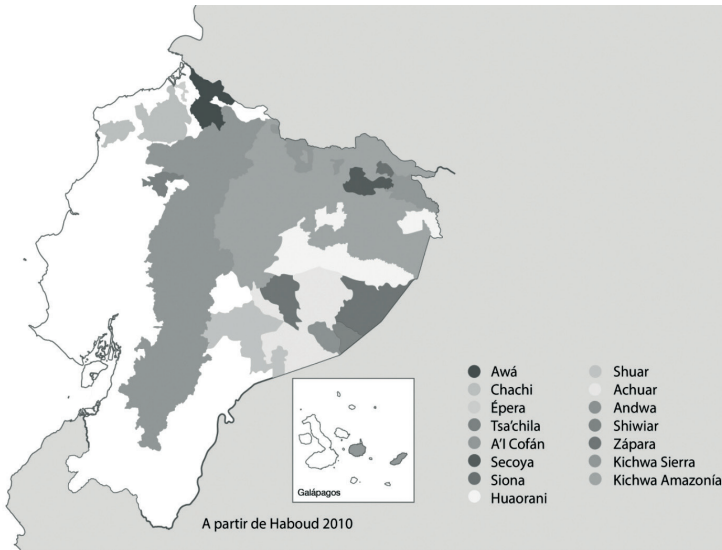 Galápagos
A partir de Haboud 2010
Awá
Chachi
Épera
Tsa'chila
A'I Cofán
Secoya
Siona
Huaorani
Shuar
Achuar
Andwa
Shiwiar
Zápara
Kichwa Sierra
Kichwa Amazonía